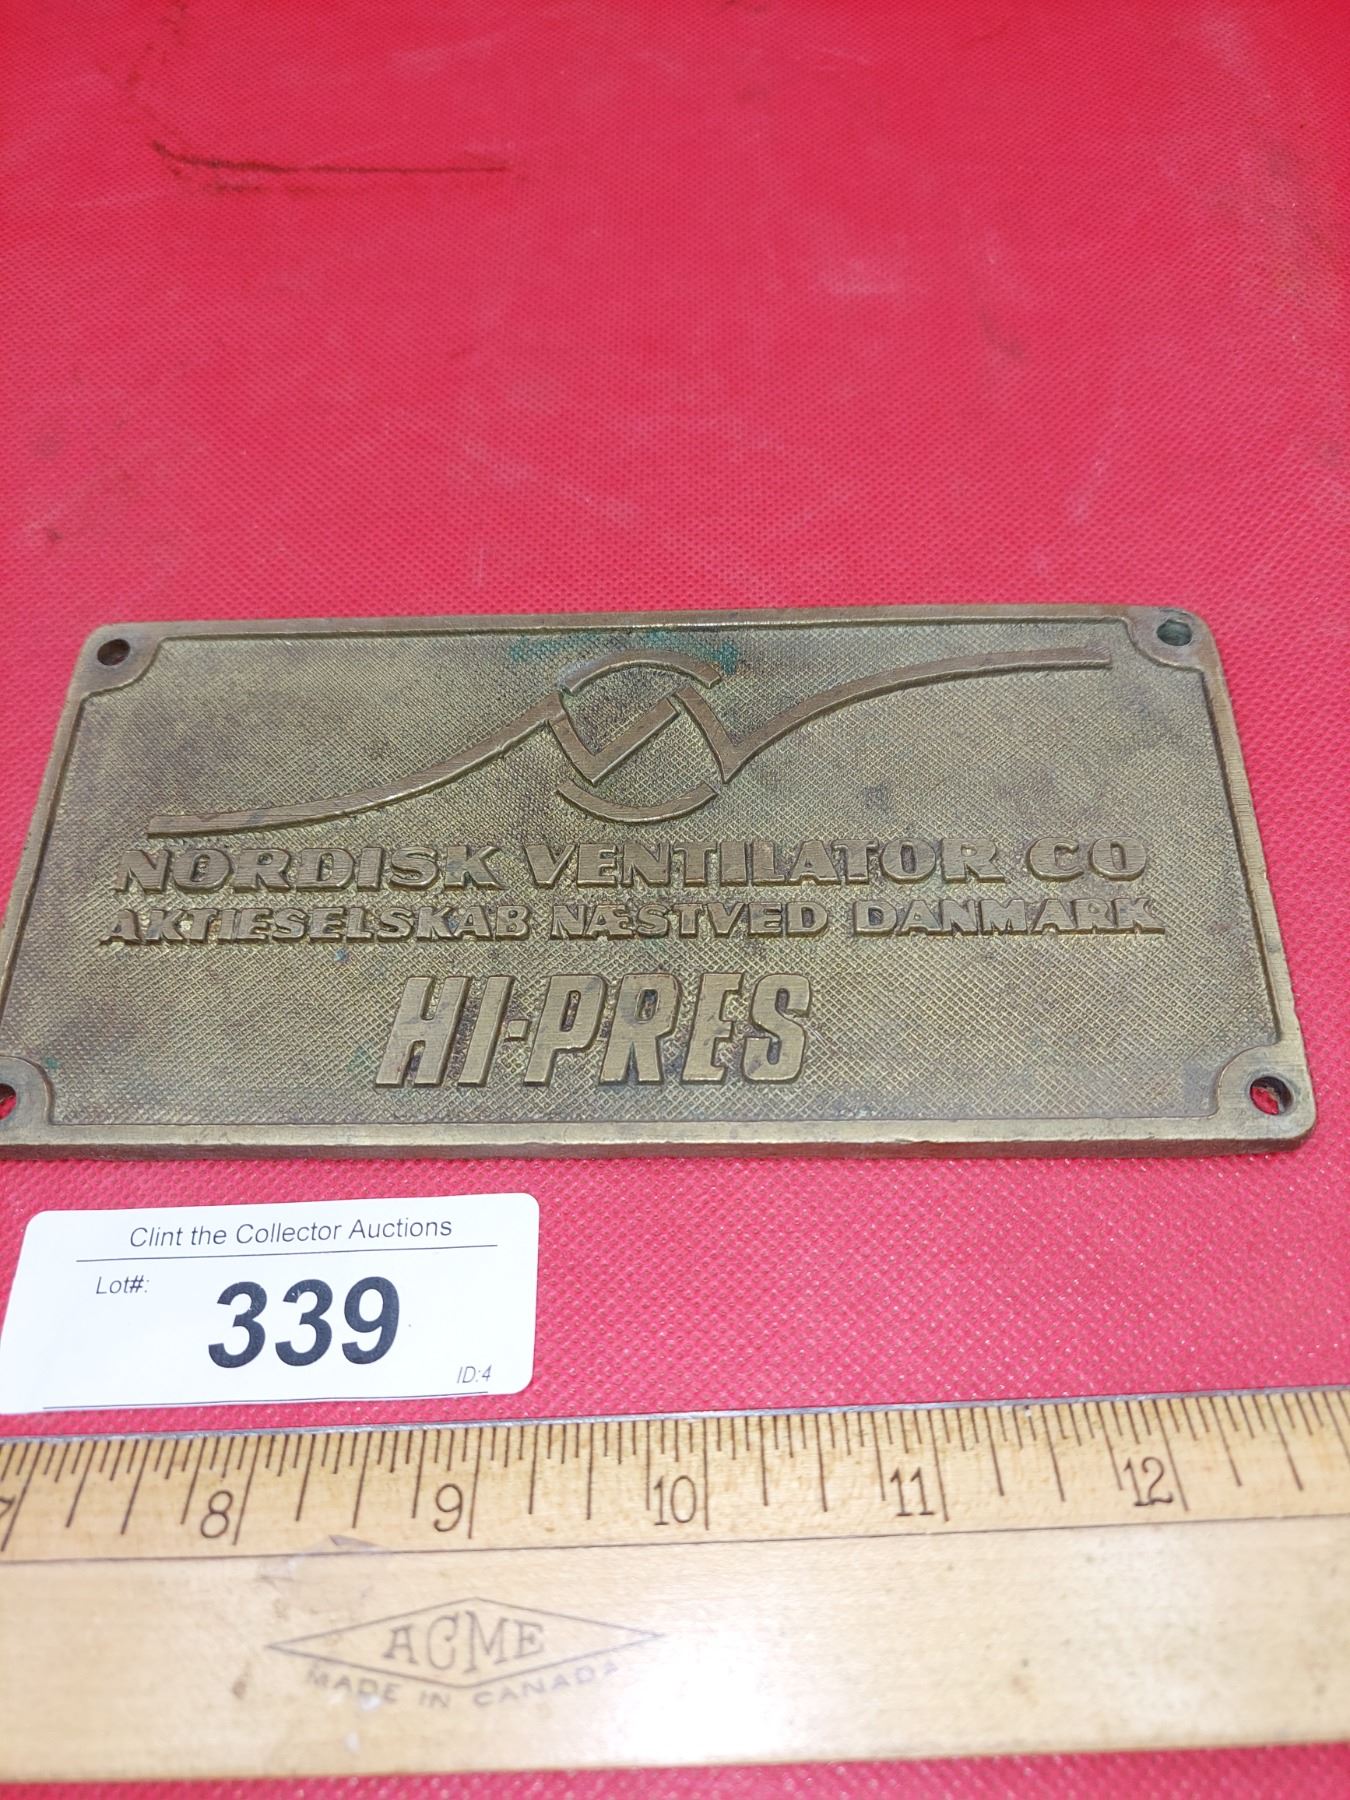 NORDISK VENTILATOR CO
AKTIESELSKAB NÆSTVED DANMARK
HI-PRES
Clint the Collector Auctions
Lot#:
339
ID:4
7 8 9 10 11 12
ACME
MADE IN CANADA